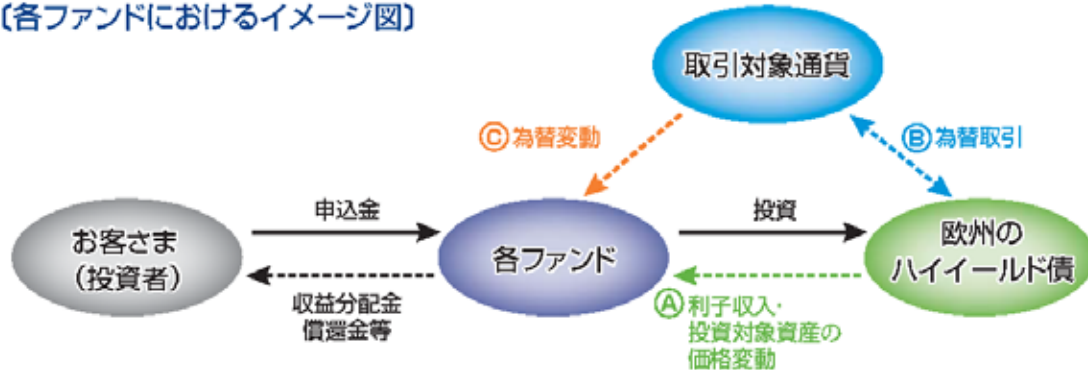 〔各ファンドにおけるイメージ図〕
取引対象通貨
Ⓒ為替変動
Ⓑ為替取引
申込金
投資
お客さま
（投資者）
各ファンド
欧州の
ハイイールド債
収益分配金
償還金等
Ⓐ利子収入・
投資対象資産の
価格変動